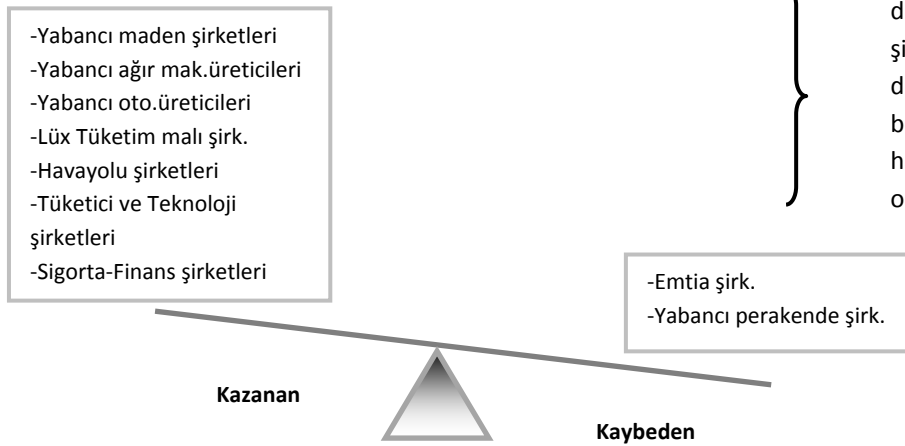 -Yabancı maden şirketleri
-Yabancı ağır mak.üreticileri
-Yabancı oto.üreticileri
-Lüx Tüketim malı şirk.
-Havayolu şirketleri
-Tüketici ve Teknoloji
şirketleri
-Sigorta-Finans şirketleri
-Emtia şirk.
-Yabancı perakende şirk.
Kazanan
Kaybeden